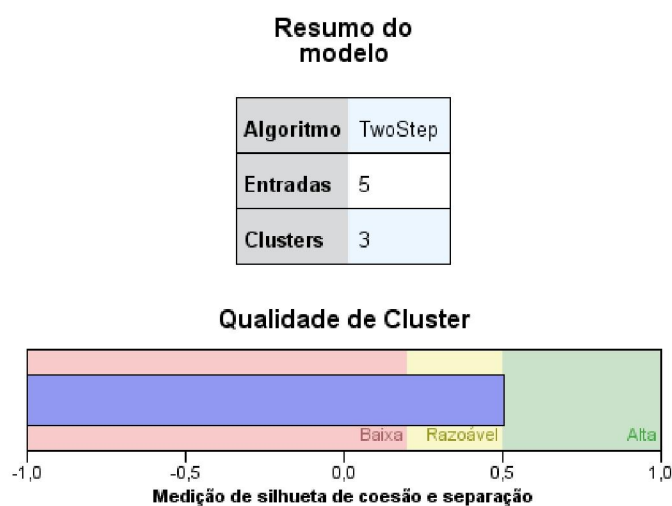 Resumo do
modelo
Algoritmo TwoStep
Entradas 5
Clusters 3
Qualidade de Cluster
Baixa Razoável Alta
-1,0 -0,5 0,0 0,5 1,0
Medição de silhueta de coesão e separação